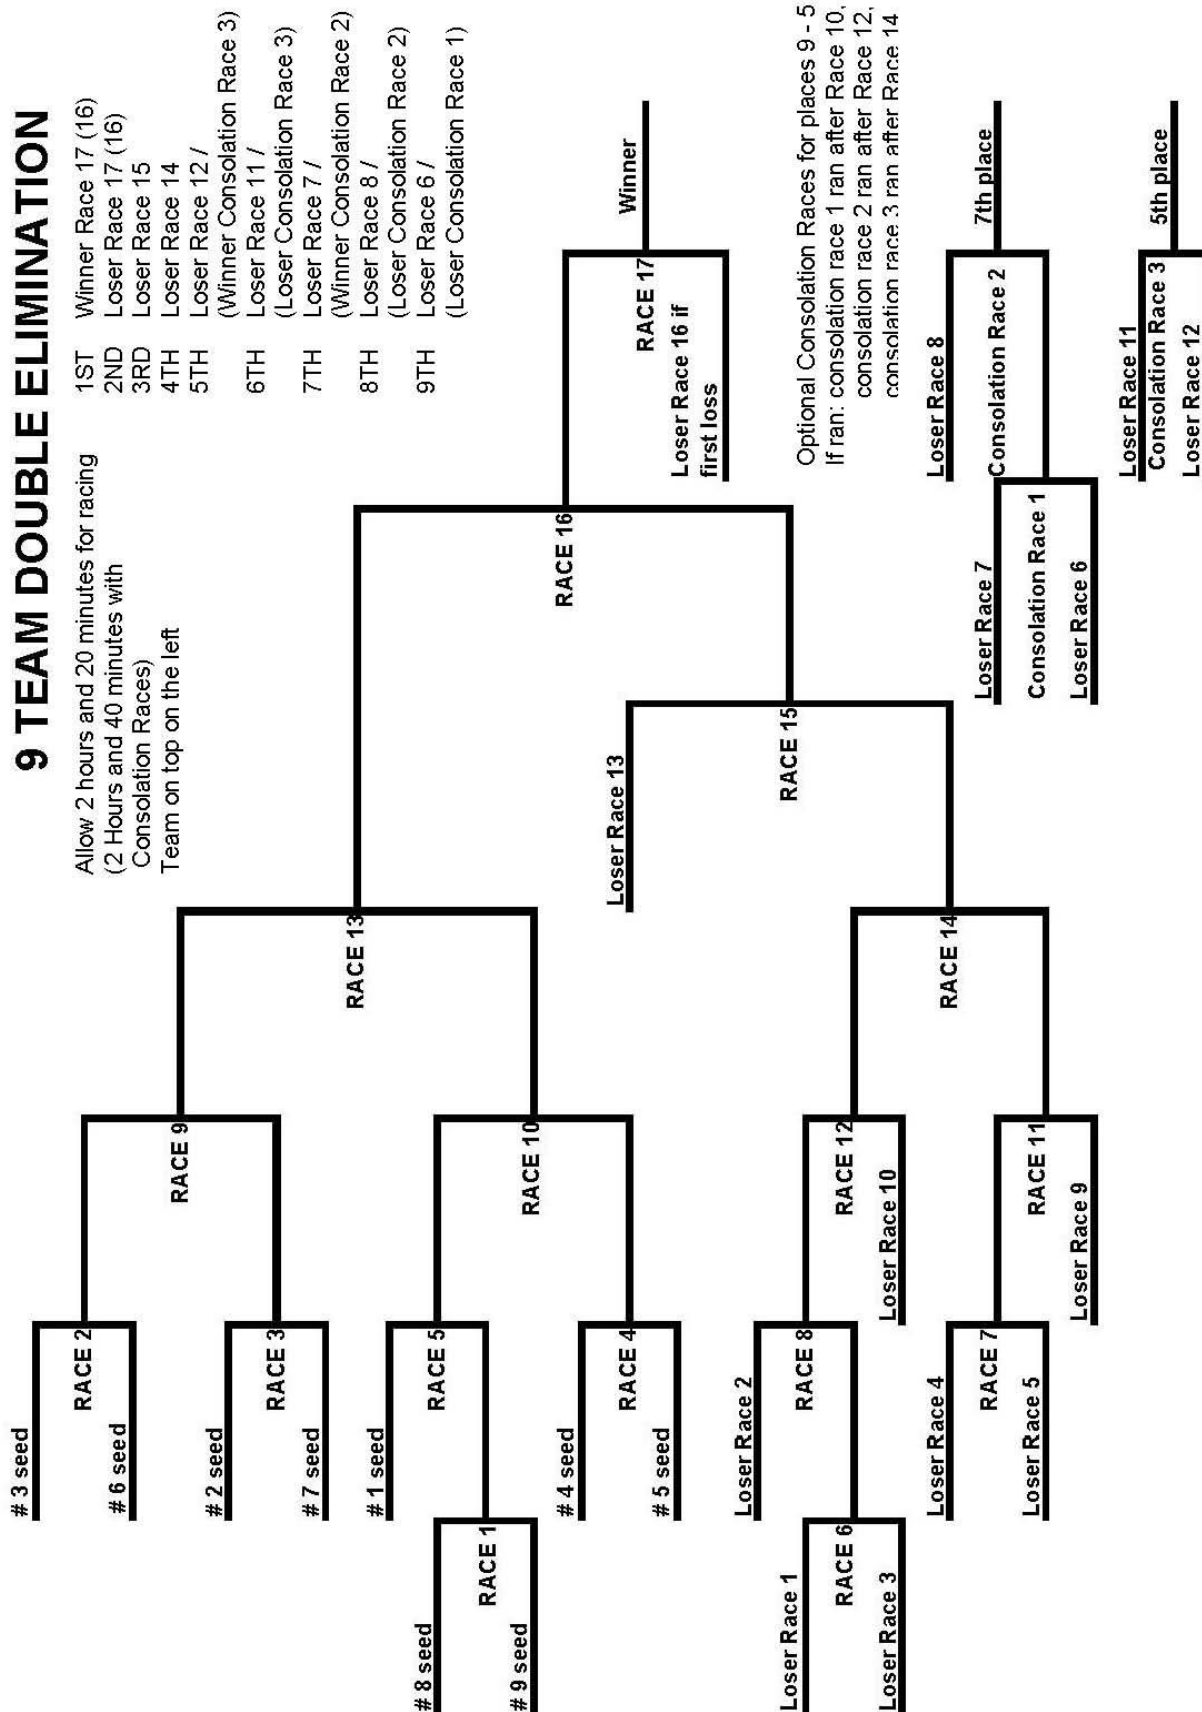 9 TEAM DOUBLE ELIMINATION
Allow 2 hours and 20 minutes for racing
(2 Hours and 40 minutes with
Consolation Races)
Team on top on the left
1ST Winner Race 17 (16)
2ND Loser Race 17 (16)
3RD Loser Race 15
4TH Loser Race 14
5TH Loser Race 12 /
(Winner Consolation Race 3)
6TH Loser Race 11 /
(Loser Consolation Race 3)
7TH Loser Race 7 /
(Winner Consolation Race 2)
8TH Loser Race 8 /
(Loser Consolation Race 2)
9TH Loser Race 6 /
(Loser Consolation Race 1)
# 3 seed
RACE 2
# 6 seed
RACE 9
# 2 seed
RACE 3
# 7 seed
RACE 13
# 1 seed
RACE 5
# 8 seed
RACE 1
# 9 seed
RACE 10
# 4 seed
RACE 4
# 5 seed
RACE 16
Winner
RACE 17
Loser Race 16 if
first loss
Loser Race 13
RACE 15
Loser Race 2
RACE 8
Loser Race 1
RACE 6
Loser Race 3
RACE 12
Loser Race 10
RACE 14
Loser Race 4
RACE 7
Loser Race 5
RACE 11
Loser Race 9
Optional Consolation Races for places 9 - 5
If ran: consolation race 1 ran after Race 10,
consolation race 2 ran after Race 12,
consolation race 3 ran after Race 14
Loser Race 8
Consolation Race 2
7th place
Loser Race 7
Consolation Race 1
Loser Race 6
Loser Race 11
Consolation Race 3
5th place
Loser Race 12